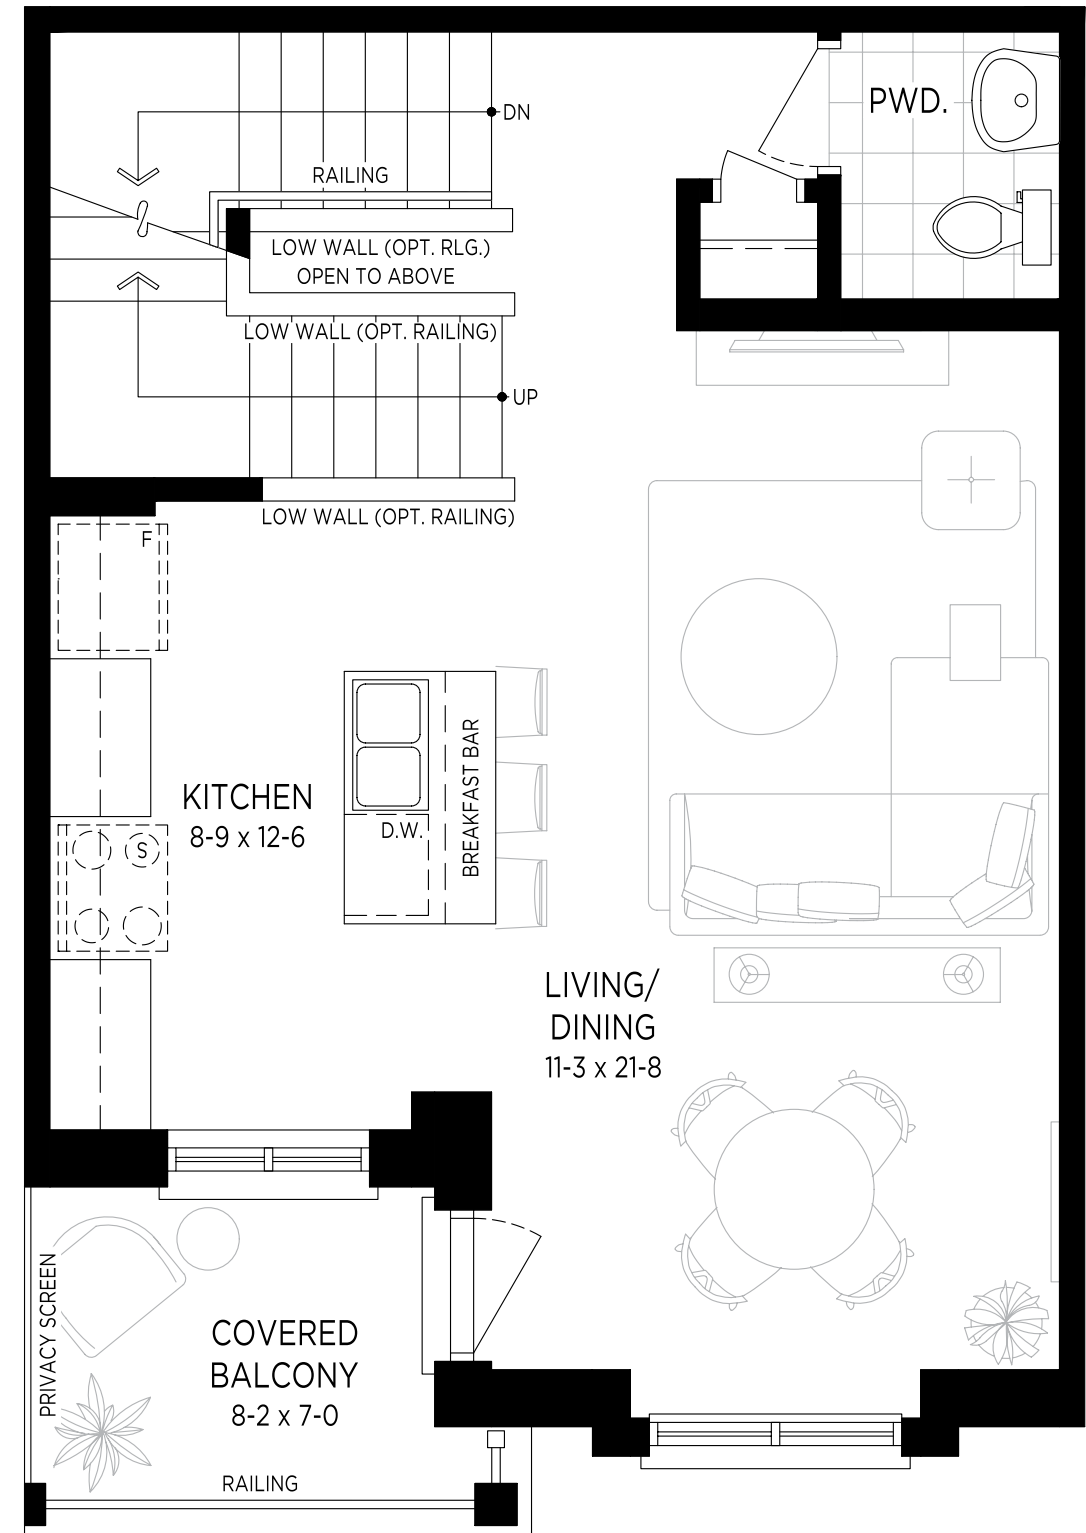 DN
PWD.
RAILING
LOW WALL (OPT. RLG.)
OPEN TO ABOVE
LOW WALL (OPT. RAILING)
UP
LOW WALL (OPT. RAILING)
F
KITCHEN
8-9 x 12-6
S
D.W.
BREAKFAST BAR
LIVING/
DINING
11-3 x 21-8
PRIVACY SCREEN
COVERED
BALCONY
8-2 x 7-0
RAILING